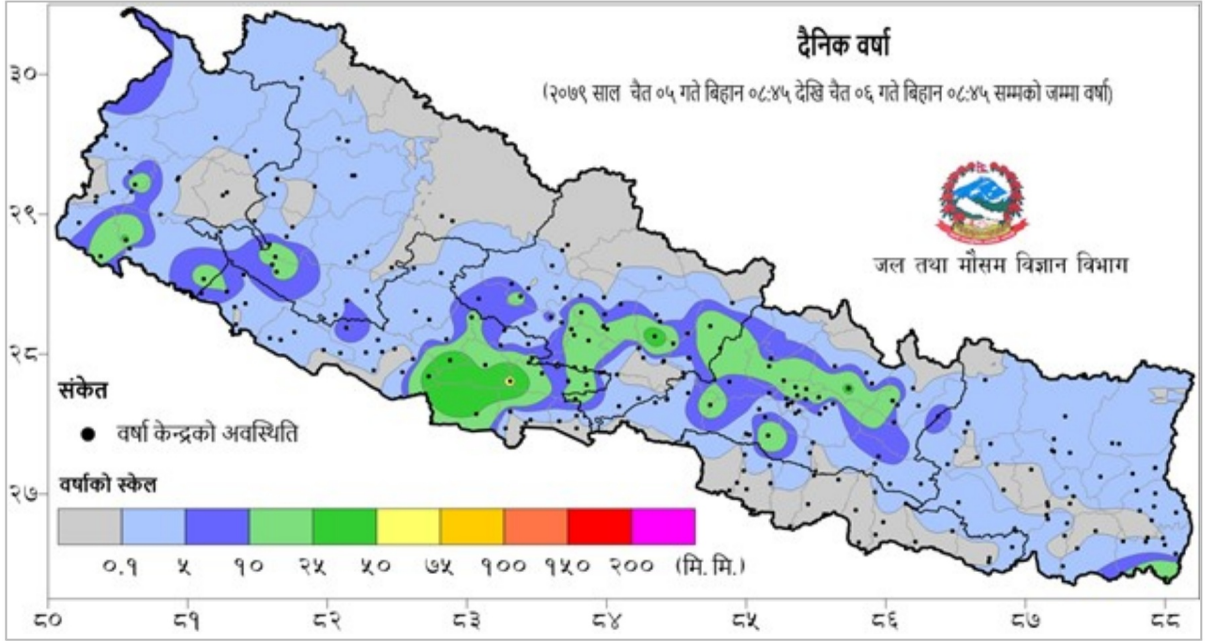 दैनिक वर्षा
(२०७९ साल चैत ०५ गते बिहान ०८:४५ देखि चैत ०६ गते बिहान ०८:४५ सम्मको जम्मा वर्षा)
जल तथा मौसम विज्ञान विभाग
३०
२९
२८
२७
संकेत
वर्षा केन्द्रको अवस्थिति
वर्षाको स्केल
०.१ ५ १० २५ ५० ७५ १०० १५० २०० (मि.मि.)
८० ८१ ८२ ८३ ८४ ८५ ८६ ८७ ८८